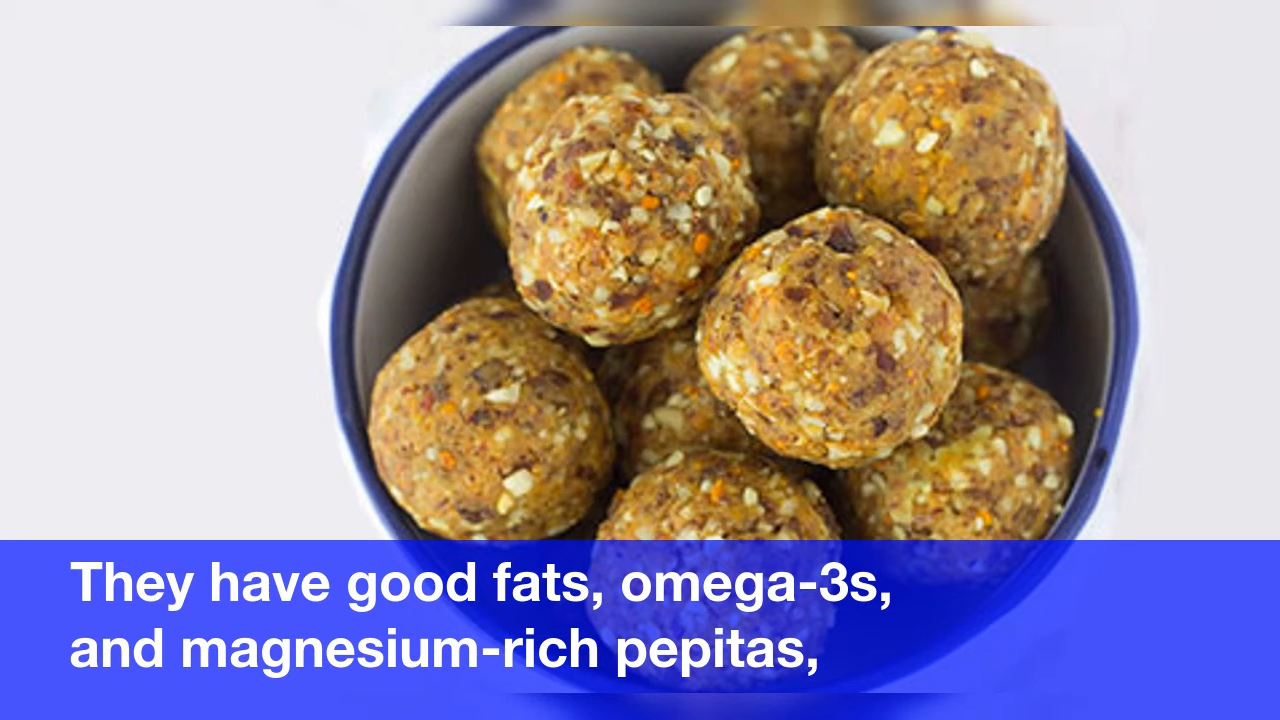 They have good fats, omega-3s,
and magnesium-rich pepitas,